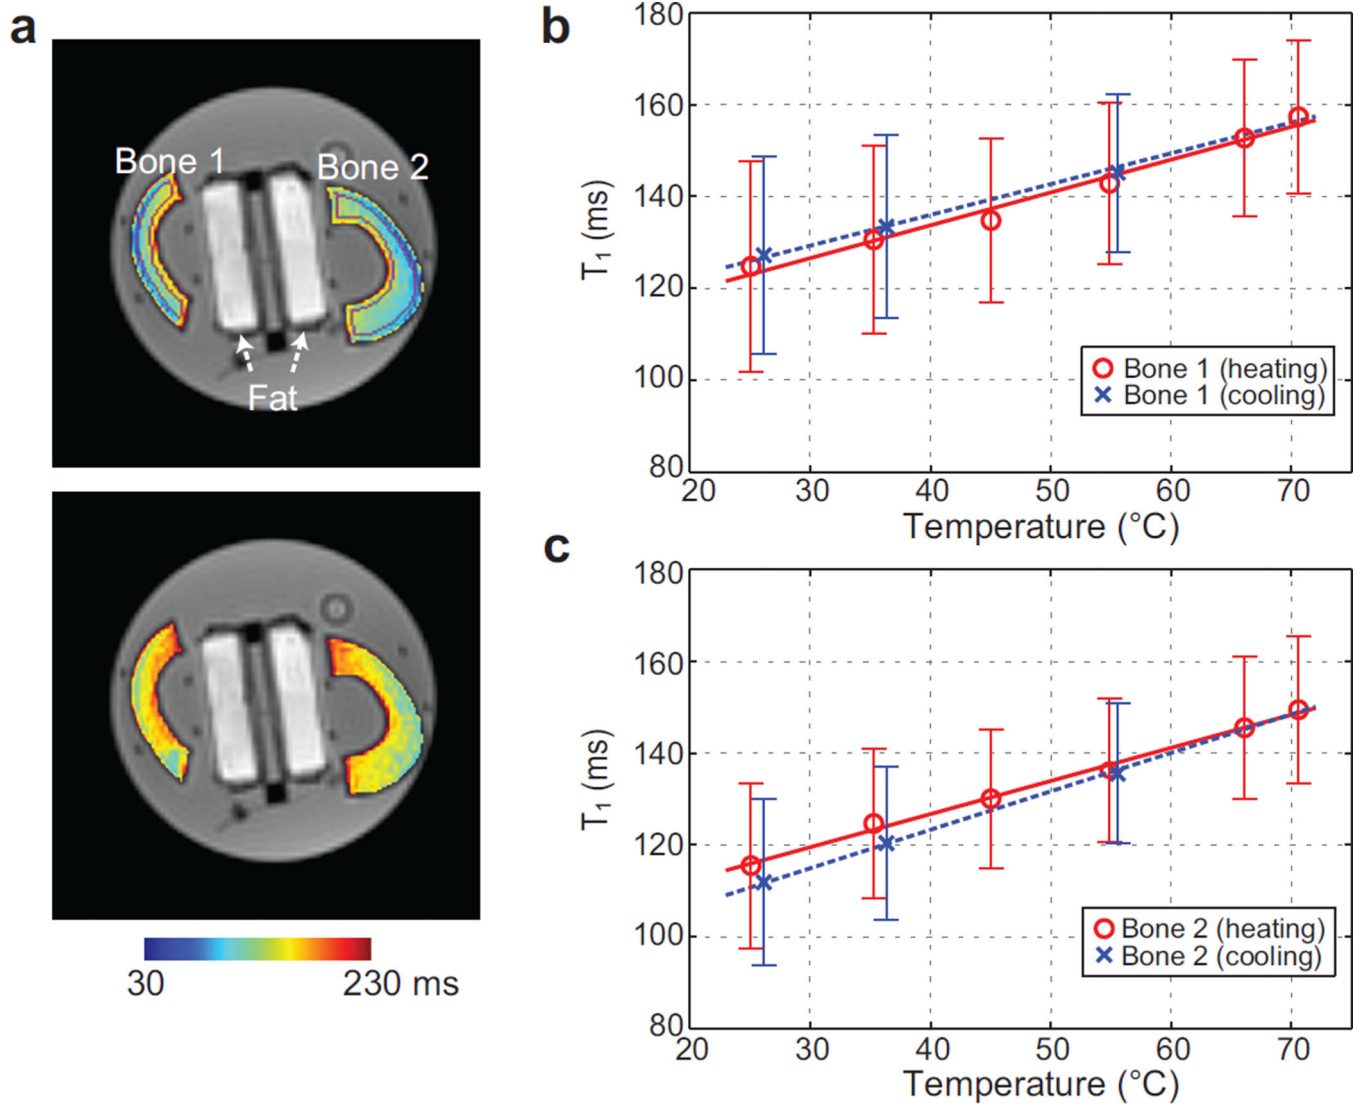 a
Bone 1
Bone 2
Fat
30
230 ms
b
180
160
140
120
100
80
T1 (ms)
Bone 1 (heating)
Bone 1 (cooling)
20 30 40 50 60 70
Temperature (°C)
c
180
160
140
120
100
80
T1 (ms)
Bone 2 (heating)
Bone 2 (cooling)
20 30 40 50 60 70
Temperature (°C)